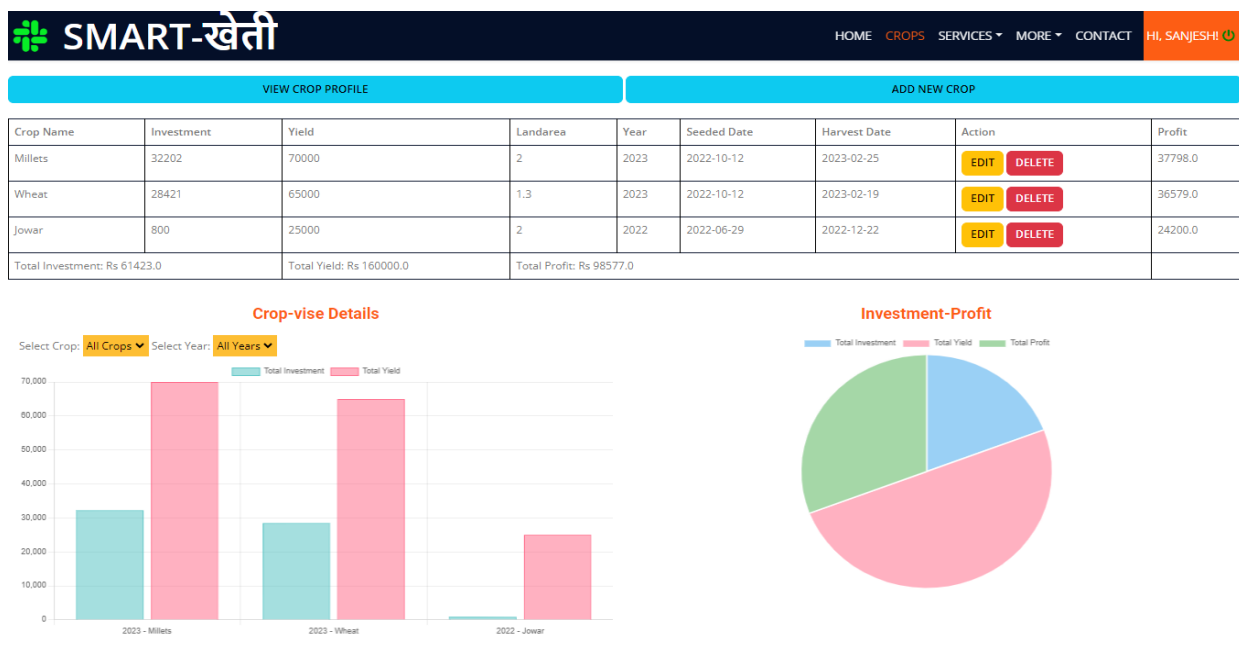 SMART-खेती
HOME CROPS SERVICES MORE CONTACT HI, SANJESH!
VIEW CROP PROFILE ADD NEW CROP
Crop Name Investment Yield Landarea Year Seeded Date Harvest Date Action Profit
Millets 32202 70000 2 2023 2022-10-12 2023-02-25 EDIT DELETE 37798.0
Wheat 28421 65000 1.3 2023 2022-10-12 2023-02-19 EDIT DELETE 36579.0
Jowar 800 25000 2 2022 2022-06-29 2022-12-22 EDIT DELETE 24200.0
Total Investment: Rs 61423.0 Total Yield: Rs 160000.0 Total Profit: Rs 98577.0
Crop-vise Details
Select Crop: All Crops Select Year: All Years
Total Investment Total Yield
70,000
60,000
50,000
40,000
30,000
20,000
10,000
0
2023 - Millets 2023 - Wheat 2022 - Jowar
Investment-Profit
Total Investment Total Yield Total Profit